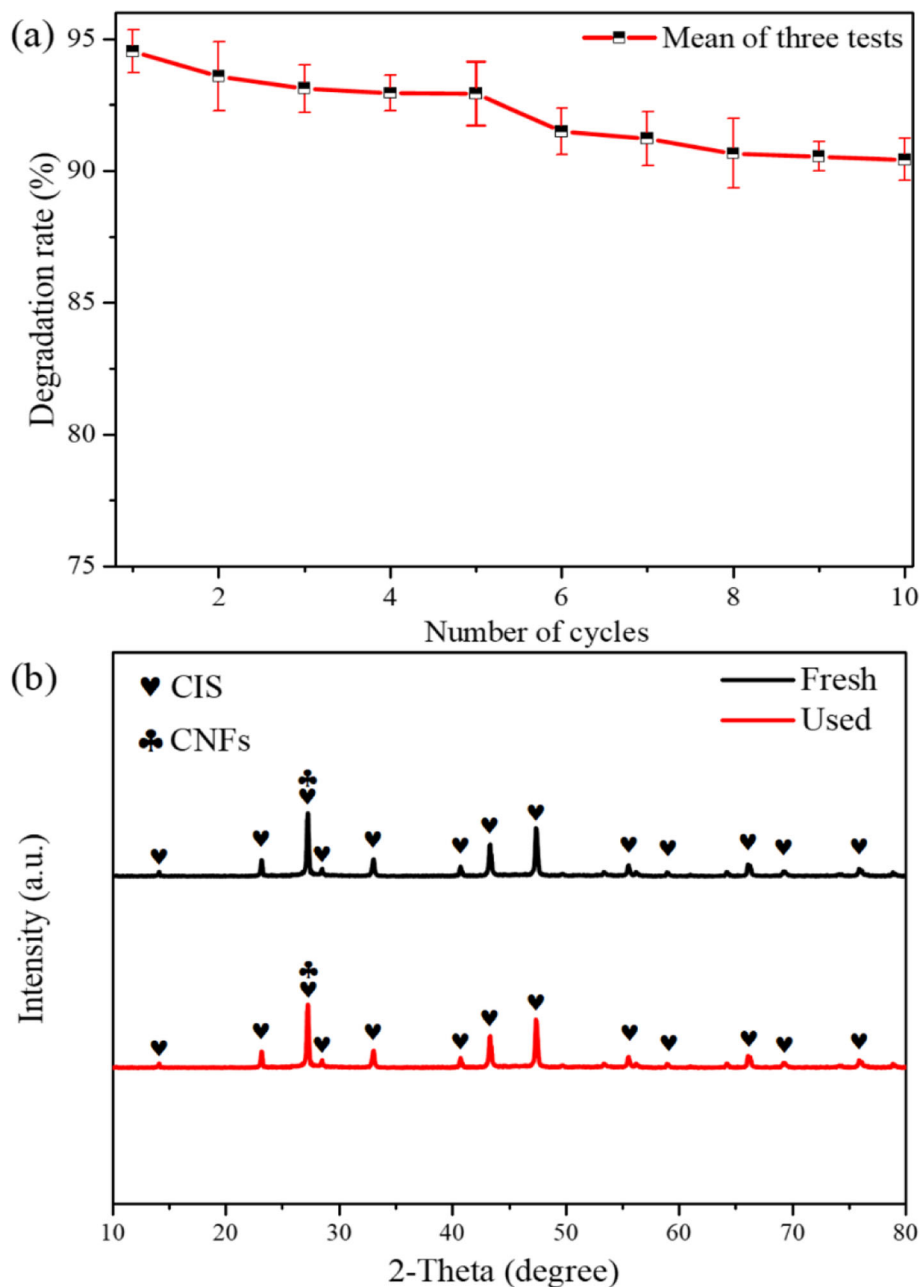 (a)
Mean of three tests
Degradation rate (%)
95
90
85
80
75
2 4 6 8 10
Number of cycles
(b)
♥ CIS
♣ CNFs
Fresh
Used
Intensity (a.u.)
10 20 30 40 50 60 70 80
2-Theta (degree)